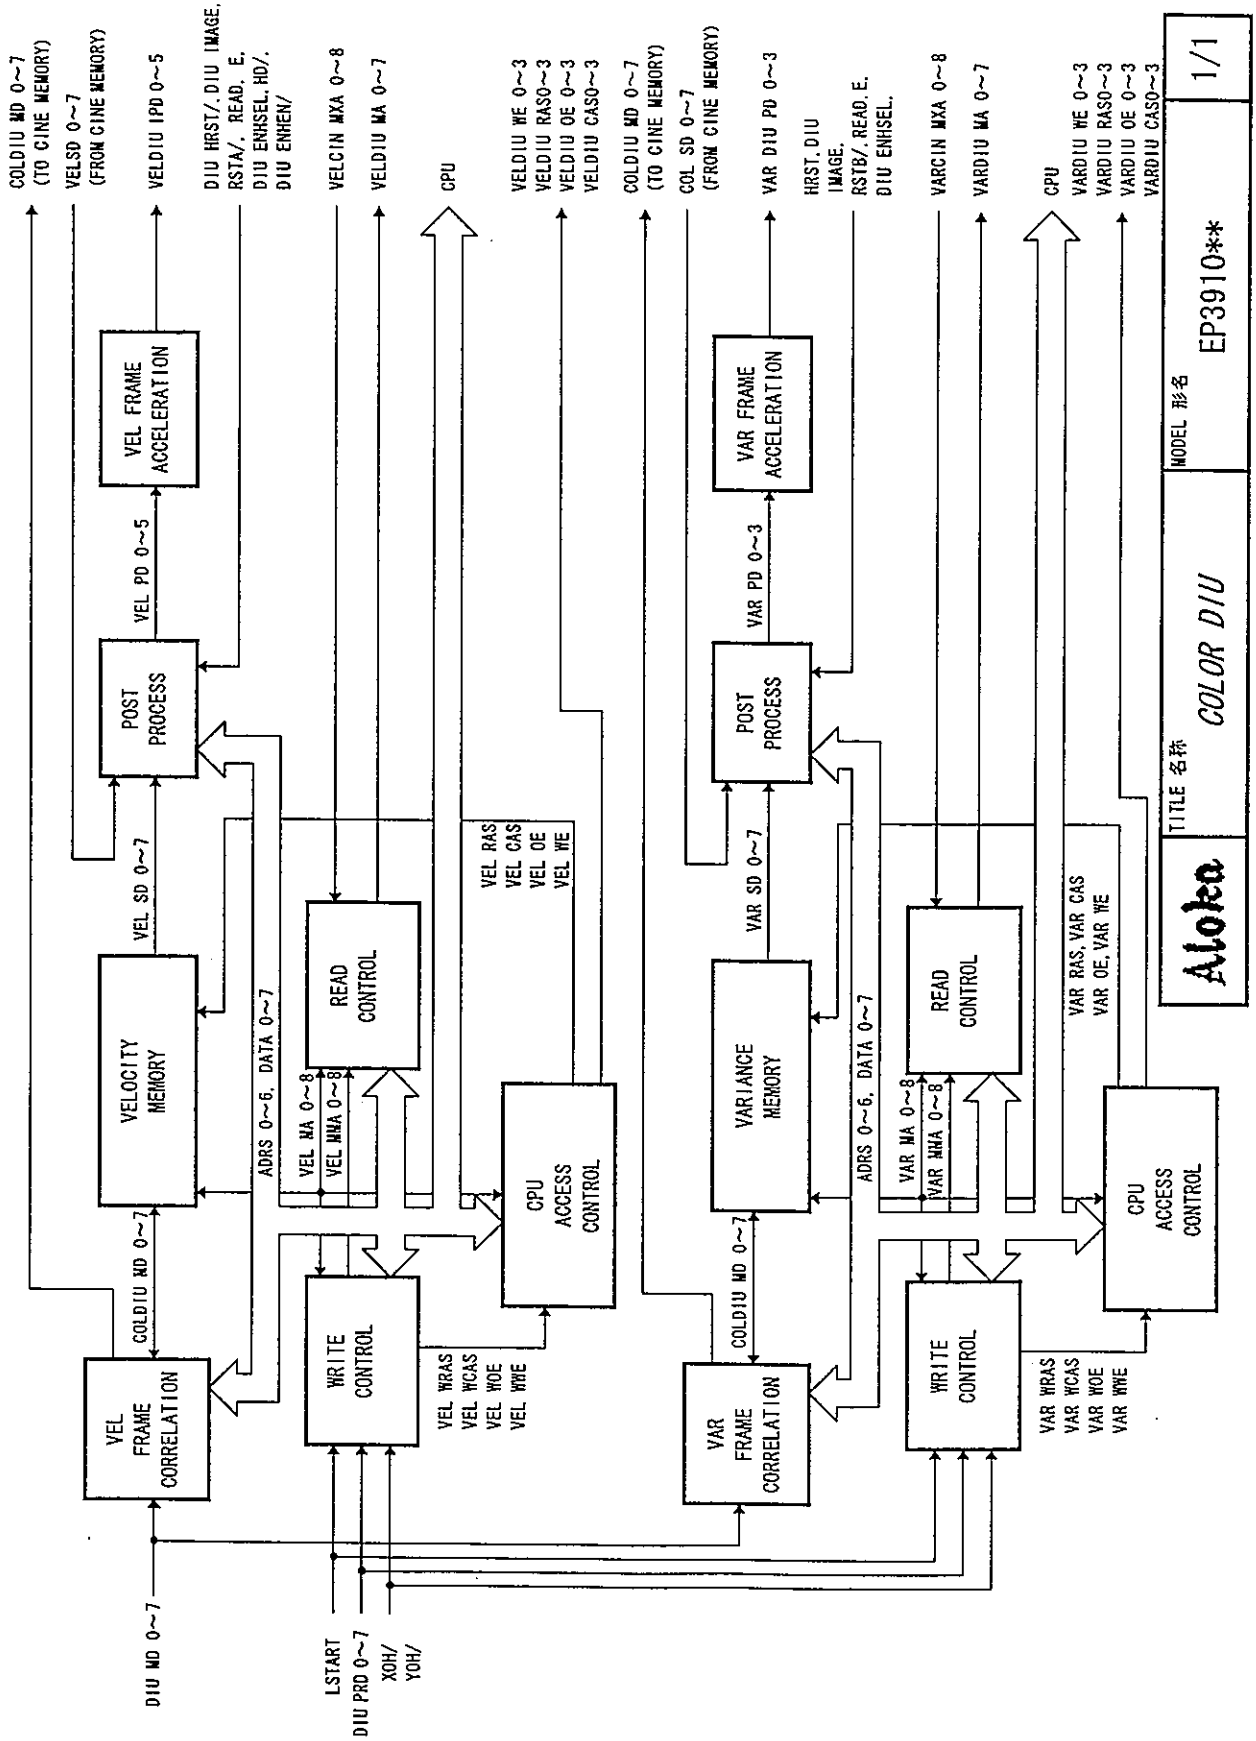 COLDIU MD 0~7
(TO CINE MEMORY)
VELSD 0~7
(FROM CINE MEMORY)
VEL FRAME
ACCELERATION
VELDIU IPD 0~5
VEL PD 0~5
DIU HRST/. DIU IMAGE,
RSTA/, READ, E,
DIU ENHSEL, HD/.
DIU ENHEN/
POST
PROCESS
VEL SD 0~7
VELOCITY
MEMORY
COLDIU MD 0~7
VEL
FRAME
CORRELATION
DIU MD 0~7
ADRS 0~6, DATA 0~7
VELCIN MXA 0~8
VELDIU MA 0~7
READ
CONTROL
VEL MA 0~8
VEL MMA 0~8
WRITE
CONTROL
LSTART
DIU PRD 0~7
XOH/
YOH/
CPU
VEL RAS
VEL CAS
VEL OE
VEL WE
VELDIU WE 0~3
VELDIU RAS0~3
VELDIU OE 0~3
VELDIU CAS0~3
CPU
ACCESS
CONTROL
VEL WRAS
VEL WCAS
VEL WOE
VEL WWE
COLDIU MD 0~7
(TO CINE MEMORY)
COL SD 0~7
(FROM CINE MEMORY)
VAR FRAME
ACCELERATION
VAR DIU PD 0~3
VAR PD 0~3
HRST, DIU
IMAGE,
RSTB/, READ, E,
DIU ENHSEL,
POST
PROCESS
VAR SD 0~7
VARIANCE
MEMORY
COLDIU MD 0~7
VAR
FRAME
CORRELATION
ADRS 0~6, DATA 0~7
VARCIN MXA 0~8
VARDIU MA 0~7
READ
CONTROL
VAR MA 0~8
VAR MMA 0~8
WRITE
CONTROL
CPU
VAR RAS, VAR CAS
VAR OE, VAR WE
VARDIU WE 0~3
VARDIU RAS0~3
VARDIU OE 0~3
VARDIU CAS0~3
CPU
ACCESS
CONTROL
VAR WRAS
VAR WCAS
VAR WOE
VAR WWE
Aloka
TITLE 名称
COLOR DIU
MODEL 形名
EP3910**
1/1